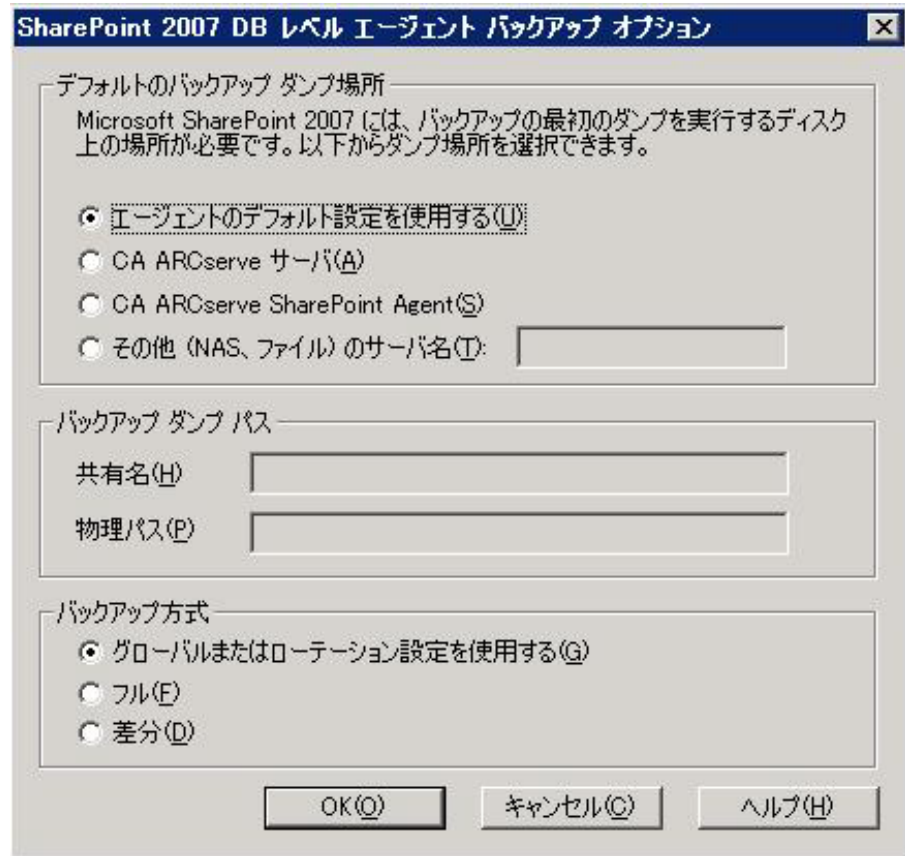 SharePoint 2007 DB レベル エージェント バックアップ オプション
デフォルトのバックアップ ダンプ場所
Microsoft SharePoint 2007 には、バックアップの最初のダンプを実行するディスク
上の場所が必要です。以下からダンプ場所を選択できます。
エージェントのデフォルト設定を使用する(U)
CA ARCserve サーバ(A)
CA ARCserve SharePoint Agent(S)
その他 (NAS、ファイル) のサーバ名(T):
バックアップ ダンプ パス
共有名(H)
物理パス(P)
バックアップ方式
グローバルまたはローテーション設定を使用する(G)
フル(F)
差分(D)
OK(O) キャンセル(C) ヘルプ(H)